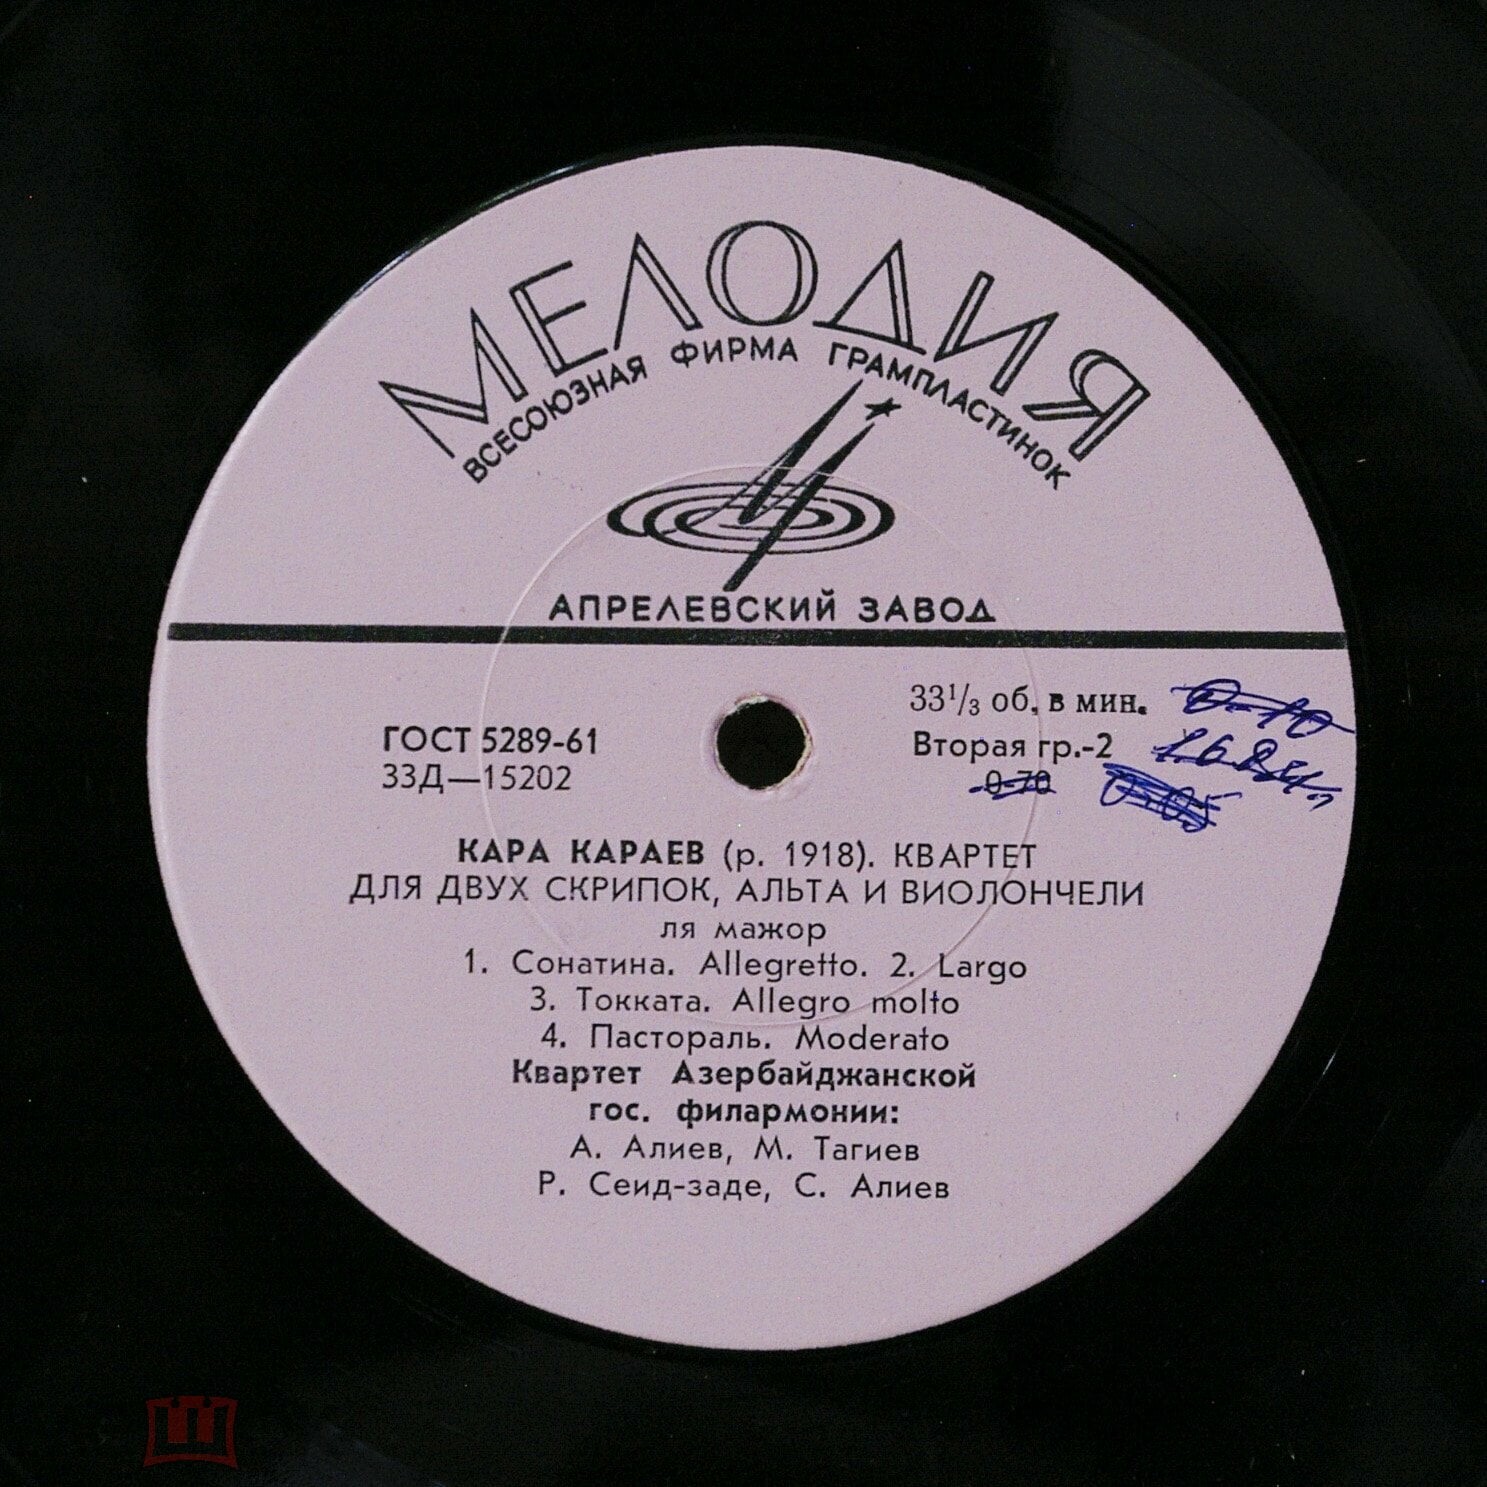 МЕЛОДИЯ
ВСЕСОЮЗНАЯ ФИРМА ГРАМПЛАСТИНОК
АПРЕЛЕВСКИЙ ЗАВОД
33¹/₃ об. в мин.
ГОСТ 5289-61
Вторая гр.-2
33Д—15202
0-70
КАРА КАРАЕВ (р. 1918). КВАРТЕТ
ДЛЯ ДВУХ СКРИПОК, АЛЬТА И ВИОЛОНЧЕЛИ
ля мажор
1. Сонатина. Allegretto. 2. Largo
3. Токката. Allegro molto
4. Пастораль. Moderato
Квартет Азербайджанской
гос. филармонии:
А. Алиев, М. Тагиев
Р. Сеид-заде, С. Алиев